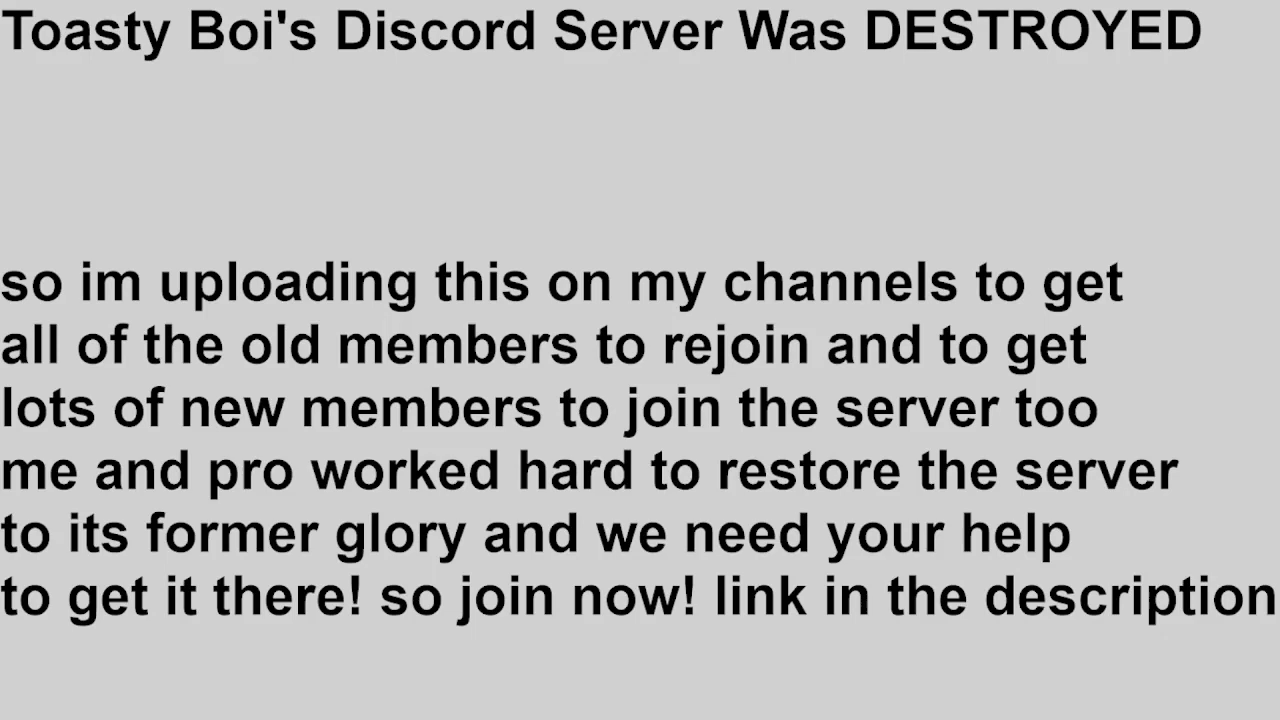 Toasty Boi's Discord Server Was DESTROYED
so im uploading this on my channels to get
all of the old members to rejoin and to get
lots of new members to join the server too
me and pro worked hard to restore the server
to its former glory and we need your help
to get it there! so join now! link in the description